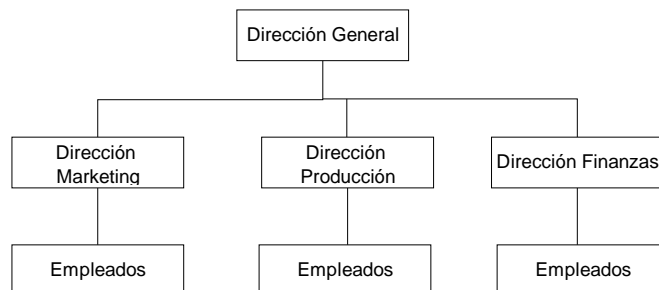 Dirección General
Dirección
Marketing
Dirección
Producción
Dirección Finanzas
Empleados
Empleados
Empleados